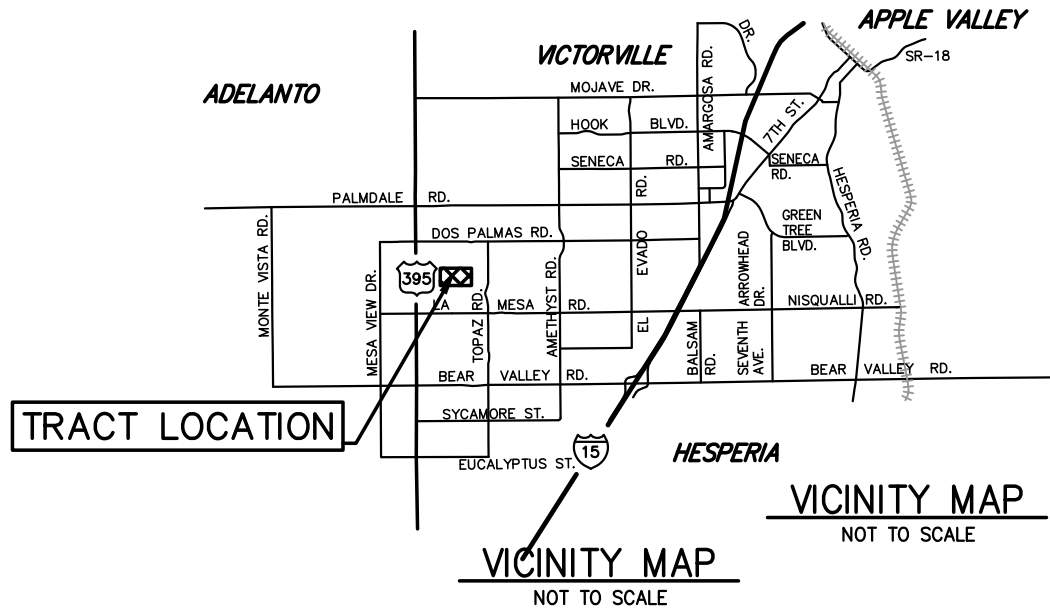 APPLE VALLEY
DR.
VICTORVILLE
SR-18
ADELANTO
MOJAVE DR.
AMARGOSA RD.
HOOK BLVD.
7TH ST.
SENECA RD.
SENECA
RD.
HESPERIA RD.
PALMDALE RD.
GREEN
TREE
BLVD.
DOS PALMAS RD.
MONTE VISTA RD.
MESA VIEW DR.
395
TOPAZ RD.
AMETHYST RD.
EL EVADO RD.
ARROWHEAD
DR.
LA MESA RD.
NISQUALLI RD.
BALSAM
RD.
SEVENTH
AVE.
BEAR VALLEY RD.
BEAR VALLEY RD.
TRACT LOCATION
SYCAMORE ST.
EUCALYPTUS ST.
15
HESPERIA
VICINITY MAP
NOT TO SCALE
VICINITY MAP
NOT TO SCALE